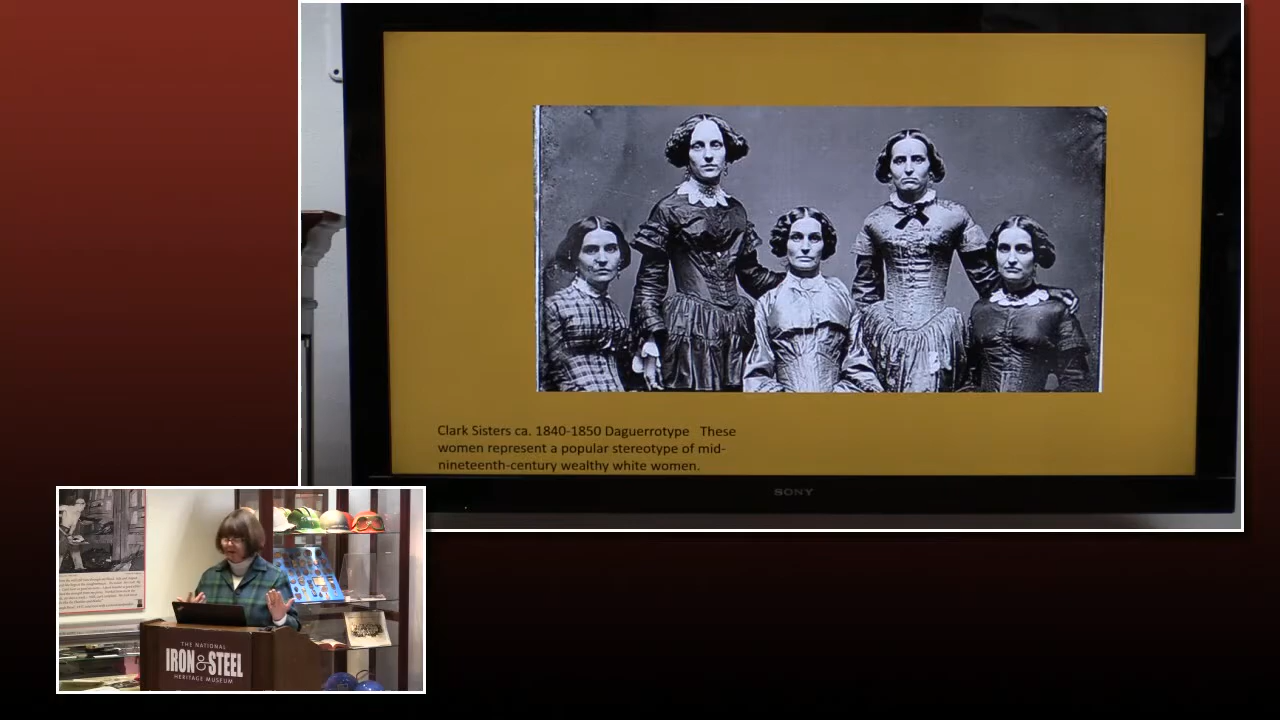 Clark Sisters ca. 1840-1850 Daguerrotype   These
women represent a popular stereotype of mid-
nineteenth-century wealthy white women.
SONY
THE NATIONAL
IRON & STEEL
HERITAGE MUSEUM